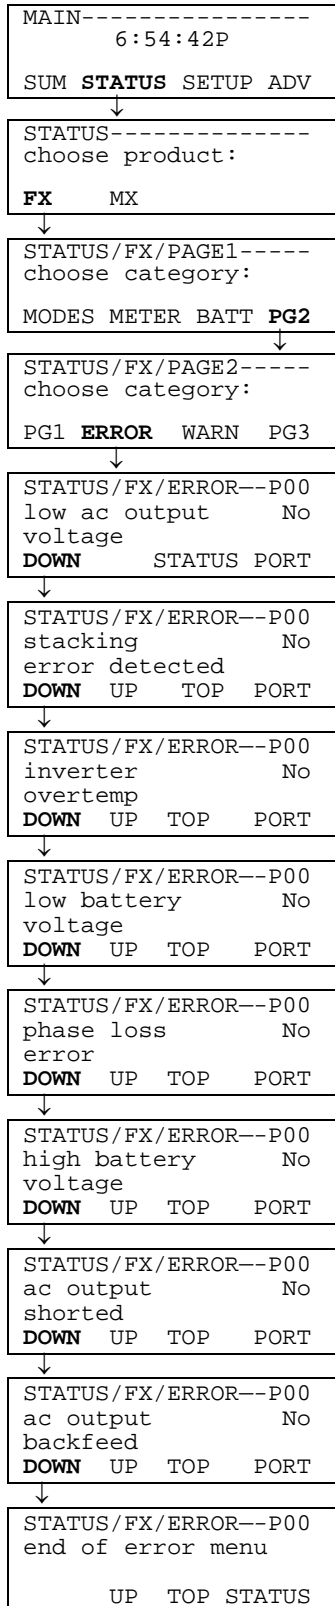 MAIN----------------
6:54:42P
SUM STATUS SETUP ADV
↓
STATUS--------------
choose product:
FX MX
↓
STATUS/FX/PAGE1-----
choose category:
MODES METER BATT PG2
↓
STATUS/FX/PAGE2-----
choose category:
PG1 ERROR WARN PG3
↓
STATUS/FX/ERROR—-P00
low ac output No
voltage
DOWN STATUS PORT
↓
STATUS/FX/ERROR—-P00
stacking No
error detected
DOWN UP TOP PORT
↓
STATUS/FX/ERROR—-P00
inverter No
overtemp
DOWN UP TOP PORT
↓
STATUS/FX/ERROR—-P00
low battery No
voltage
DOWN UP TOP PORT
↓
STATUS/FX/ERROR—-P00
phase loss No
error
DOWN UP TOP PORT
↓
STATUS/FX/ERROR—-P00
high battery No
voltage
DOWN UP TOP PORT
↓
STATUS/FX/ERROR—-P00
ac output No
shorted
DOWN UP TOP PORT
↓
STATUS/FX/ERROR—-P00
ac output No
backfeed
DOWN UP TOP PORT
↓
STATUS/FX/ERROR—-P00
end of error menu
UP TOP STATUS